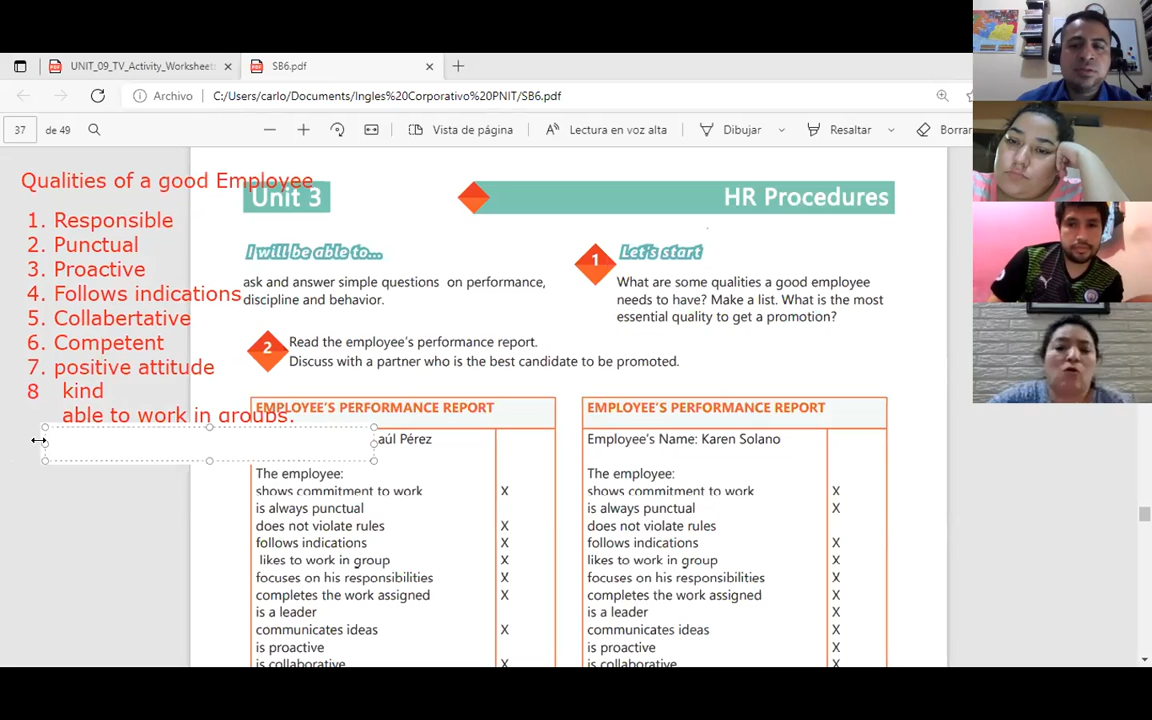 UNIT_09_TV_Activity_Worksheets
SB6.pdf
Archivo
C:/Users/carlo/Documents/Ingles%20Corporativo%20PNIT/SB6.pdf
37
de 49
Vista de página
Lectura en voz alta
Dibujar
Resaltar
Borrar
Qualities of a good Employee
1. Responsible
2. Punctual
3. Proactive
4. Follows indications
5. Collabertative
6. Competent
7. positive attitude
8 kind
able to work in groups.
Unit 3
HR Procedures
I will be able to...
ask and answer simple questions on performance,
discipline and behavior.
1
Let's start
What are some qualities a good employee
needs to have? Make a list. What is the most
essential quality to get a promotion?
2
Read the employee's performance report.
Discuss with a partner who is the best candidate to be promoted.
EMPLOYEE'S PERFORMANCE REPORT
aúl Pérez
The employee:
shows commitment to work X
is always punctual
does not violate rules X
follows indications X
likes to work in group X
focuses on his responsibilities X
completes the work assigned X
is a leader
communicates ideas X
is proactive
is collaborative X
EMPLOYEE'S PERFORMANCE REPORT
Employee's Name: Karen Solano
The employee:
shows commitment to work X
is always punctual X
does not violate rules
follows indications X
likes to work in group X
focuses on his responsibilities X
completes the work assigned X
is a leader X
communicates ideas X
is proactive X
is collaborative X